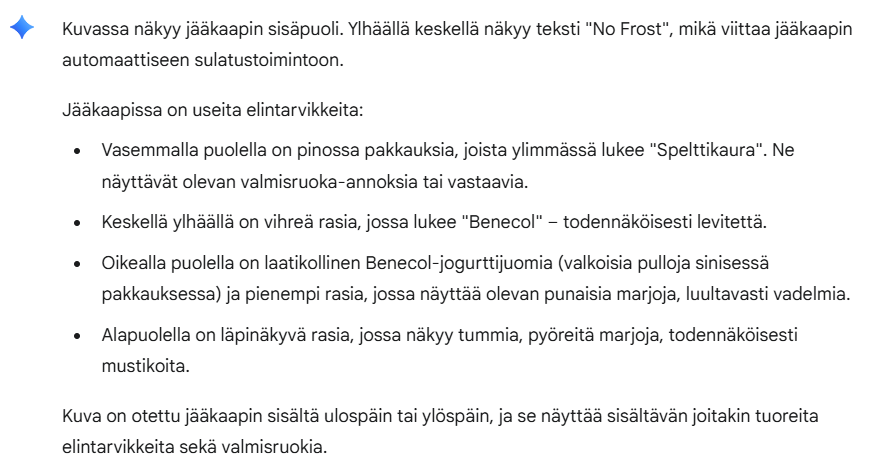 Kuvassa näkyy jääkaapin sisäpuoli. Ylhäällä keskellä näkyy teksti "No Frost", mikä viittaa jääkaapin
automaattiseen sulatustoimintoon.
Jääkaapissa on useita elintarvikkeita:
• Vasemmalla puolella on pinossa pakkauksia, joista ylimmässä lukee "Spelttikaura". Ne
näyttävät olevan valmisruoka-annoksia tai vastaavia.
• Keskellä ylhäällä on vihreä rasia, jossa lukee "Benecol" – todennäköisesti levitettä.
• Oikealla puolella on laatikollinen Benecol-jogurttijuomia (valkoisia pulloja sinisessä
pakkauksessa) ja pienempi rasia, jossa näyttää olevan punaisia marjoja, luultavasti vadelmia.
• Alapuolella on läpinäkyvä rasia, jossa näkyy tummia, pyöreitä marjoja, todennäköisesti
mustikoita.
Kuva on otettu jääkaapin sisältä ulospäin tai ylöspäin, ja se näyttää sisältävän joitakin tuoreita
elintarvikkeita sekä valmisruokia.